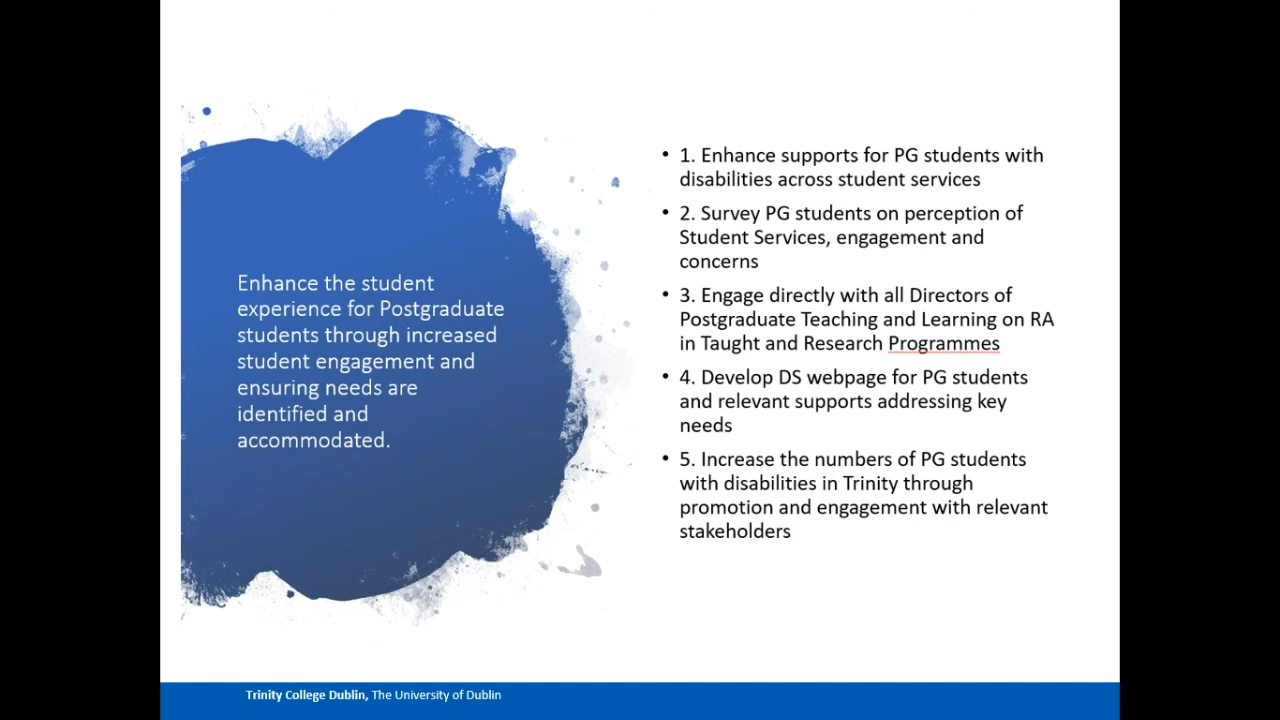 Enhance the student
experience for Postgraduate
students through increased
student engagement and
ensuring needs are
identified and
accommodated.
• 1. Enhance supports for PG students with
disabilities across student services
• 2. Survey PG students on perception of
Student Services, engagement and
concerns
• 3. Engage directly with all Directors of
Postgraduate Teaching and Learning on RA
in Taught and Research Programmes
• 4. Develop DS webpage for PG students
and relevant supports addressing key
needs
• 5. Increase the numbers of PG students
with disabilities in Trinity through
promotion and engagement with relevant
stakeholders
Trinity College Dublin, The University of Dublin